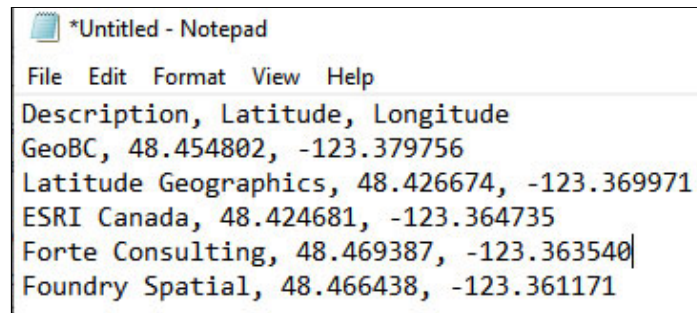 *Untitled - Notepad
File Edit Format View Help
Description, Latitude, Longitude
GeoBC, 48.454802, -123.379756
Latitude Geographics, 48.426674, -123.369971
ESRI Canada, 48.424681, -123.364735
Forte Consulting, 48.469387, -123.363540
Foundry Spatial, 48.466438, -123.361171